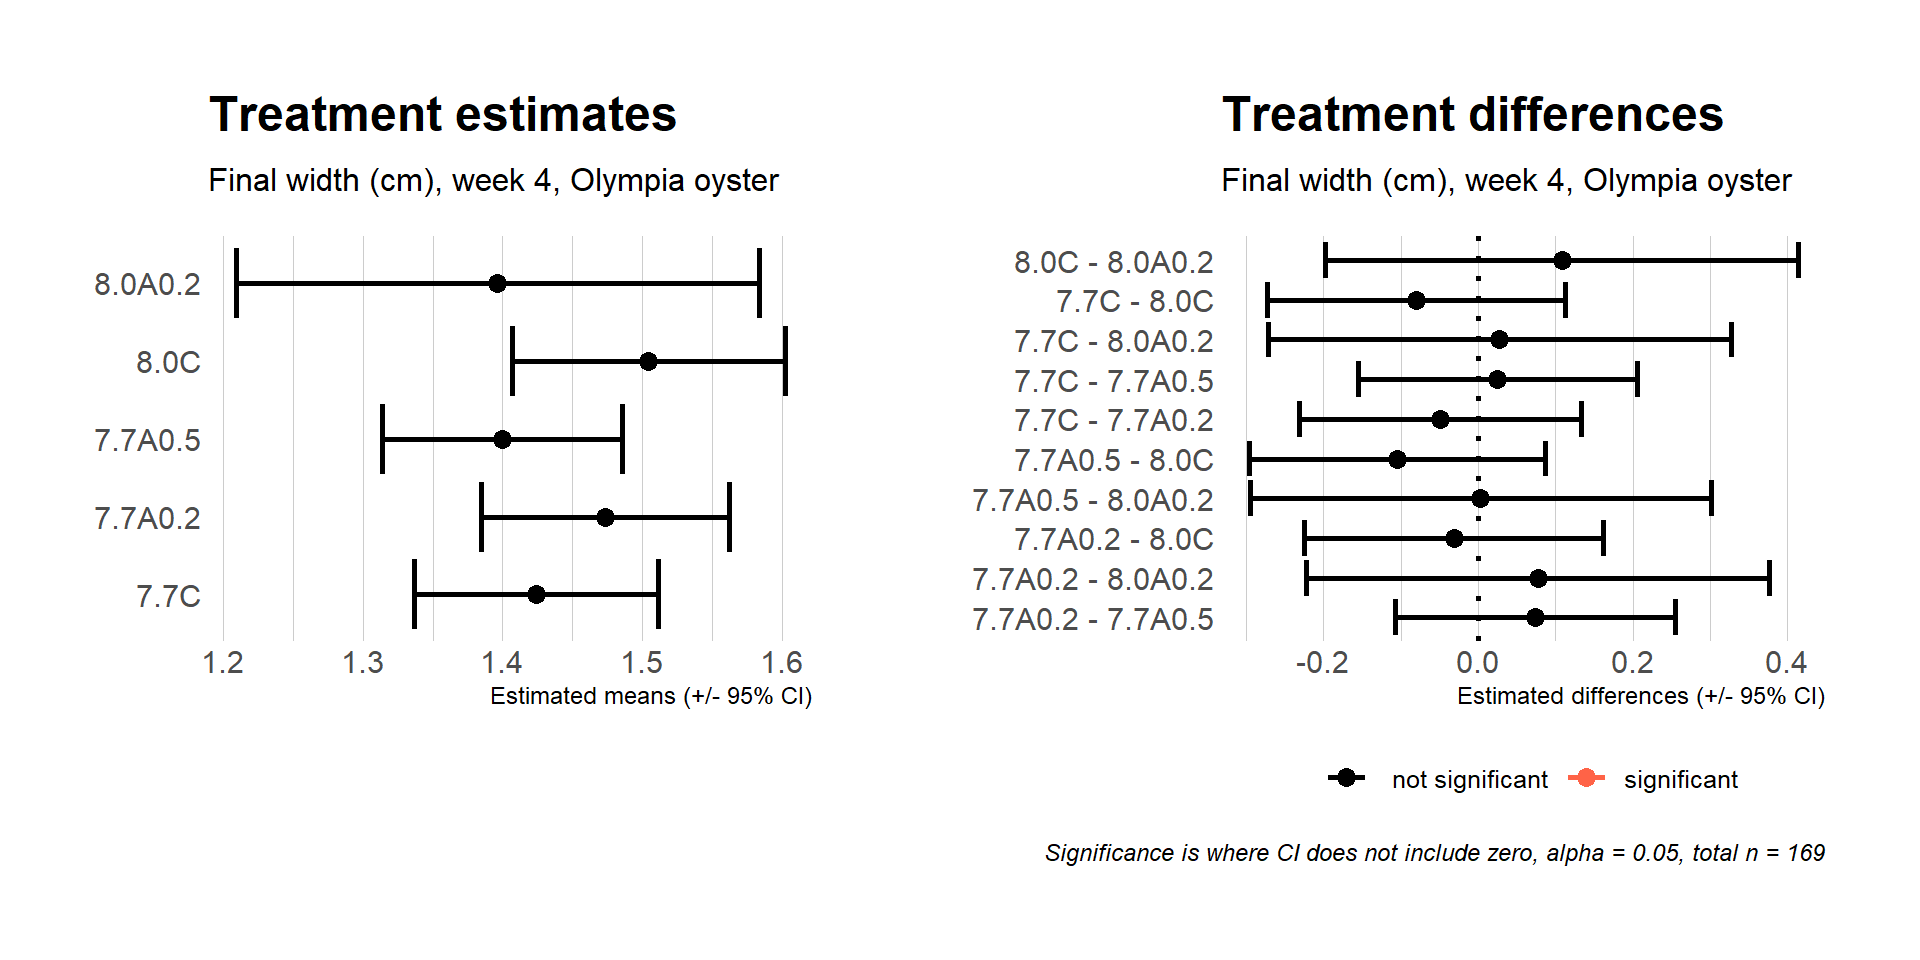 Treatment estimates
Final width (cm), week 4, Olympia oyster
8.0A0.2
8.0C
7.7A0.5
7.7A0.2
7.7C
1.2 1.3 1.4 1.5 1.6
Estimated means (+/- 95% CI)
Treatment differences
Final width (cm), week 4, Olympia oyster
8.0C - 8.0A0.2
7.7C - 8.0C
7.7C - 8.0A0.2
7.7C - 7.7A0.5
7.7C - 7.7A0.2
7.7A0.5 - 8.0C
7.7A0.5 - 8.0A0.2
7.7A0.2 - 8.0C
7.7A0.2 - 8.0A0.2
7.7A0.2 - 7.7A0.5
-0.2 0.0 0.2 0.4
Estimated differences (+/- 95% CI)
not significant significant
Significance is where CI does not include zero, alpha = 0.05, total n = 169